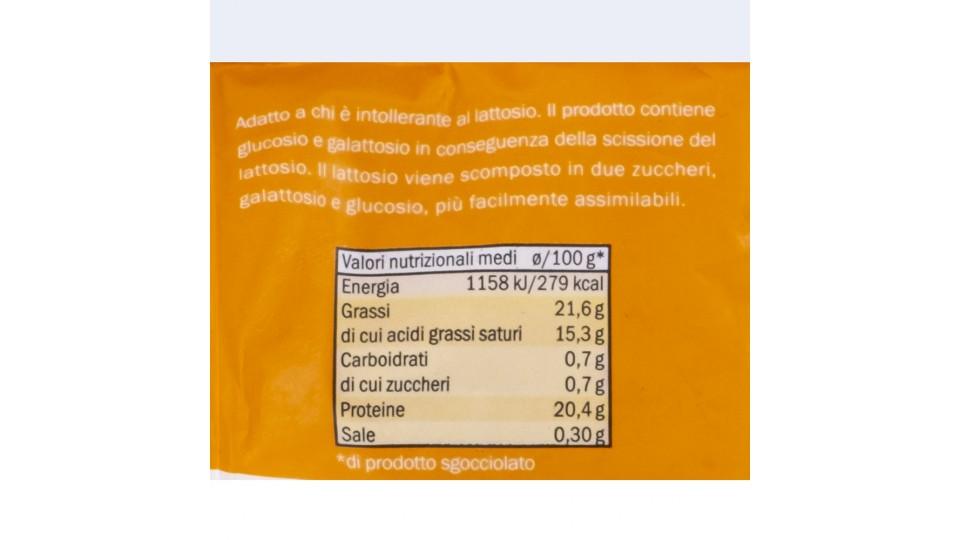 Adatto a chi è intollerante al lattosio. Il prodotto contiene
glucosio e galattosio in conseguenza della scissione del
lattosio. Il lattosio viene scomposto in due zuccheri,
galattosio e glucosio, più facilmente assimilabili.
Valori nutrizionali medi ø/100 g*
Energia 1158 kJ/279 kcal
Grassi 21,6 g
di cui acidi grassi saturi 15,3 g
Carboidrati 0,7 g
di cui zuccheri 0,7 g
Proteine 20,4 g
Sale 0,30 g
*di prodotto sgocciolato